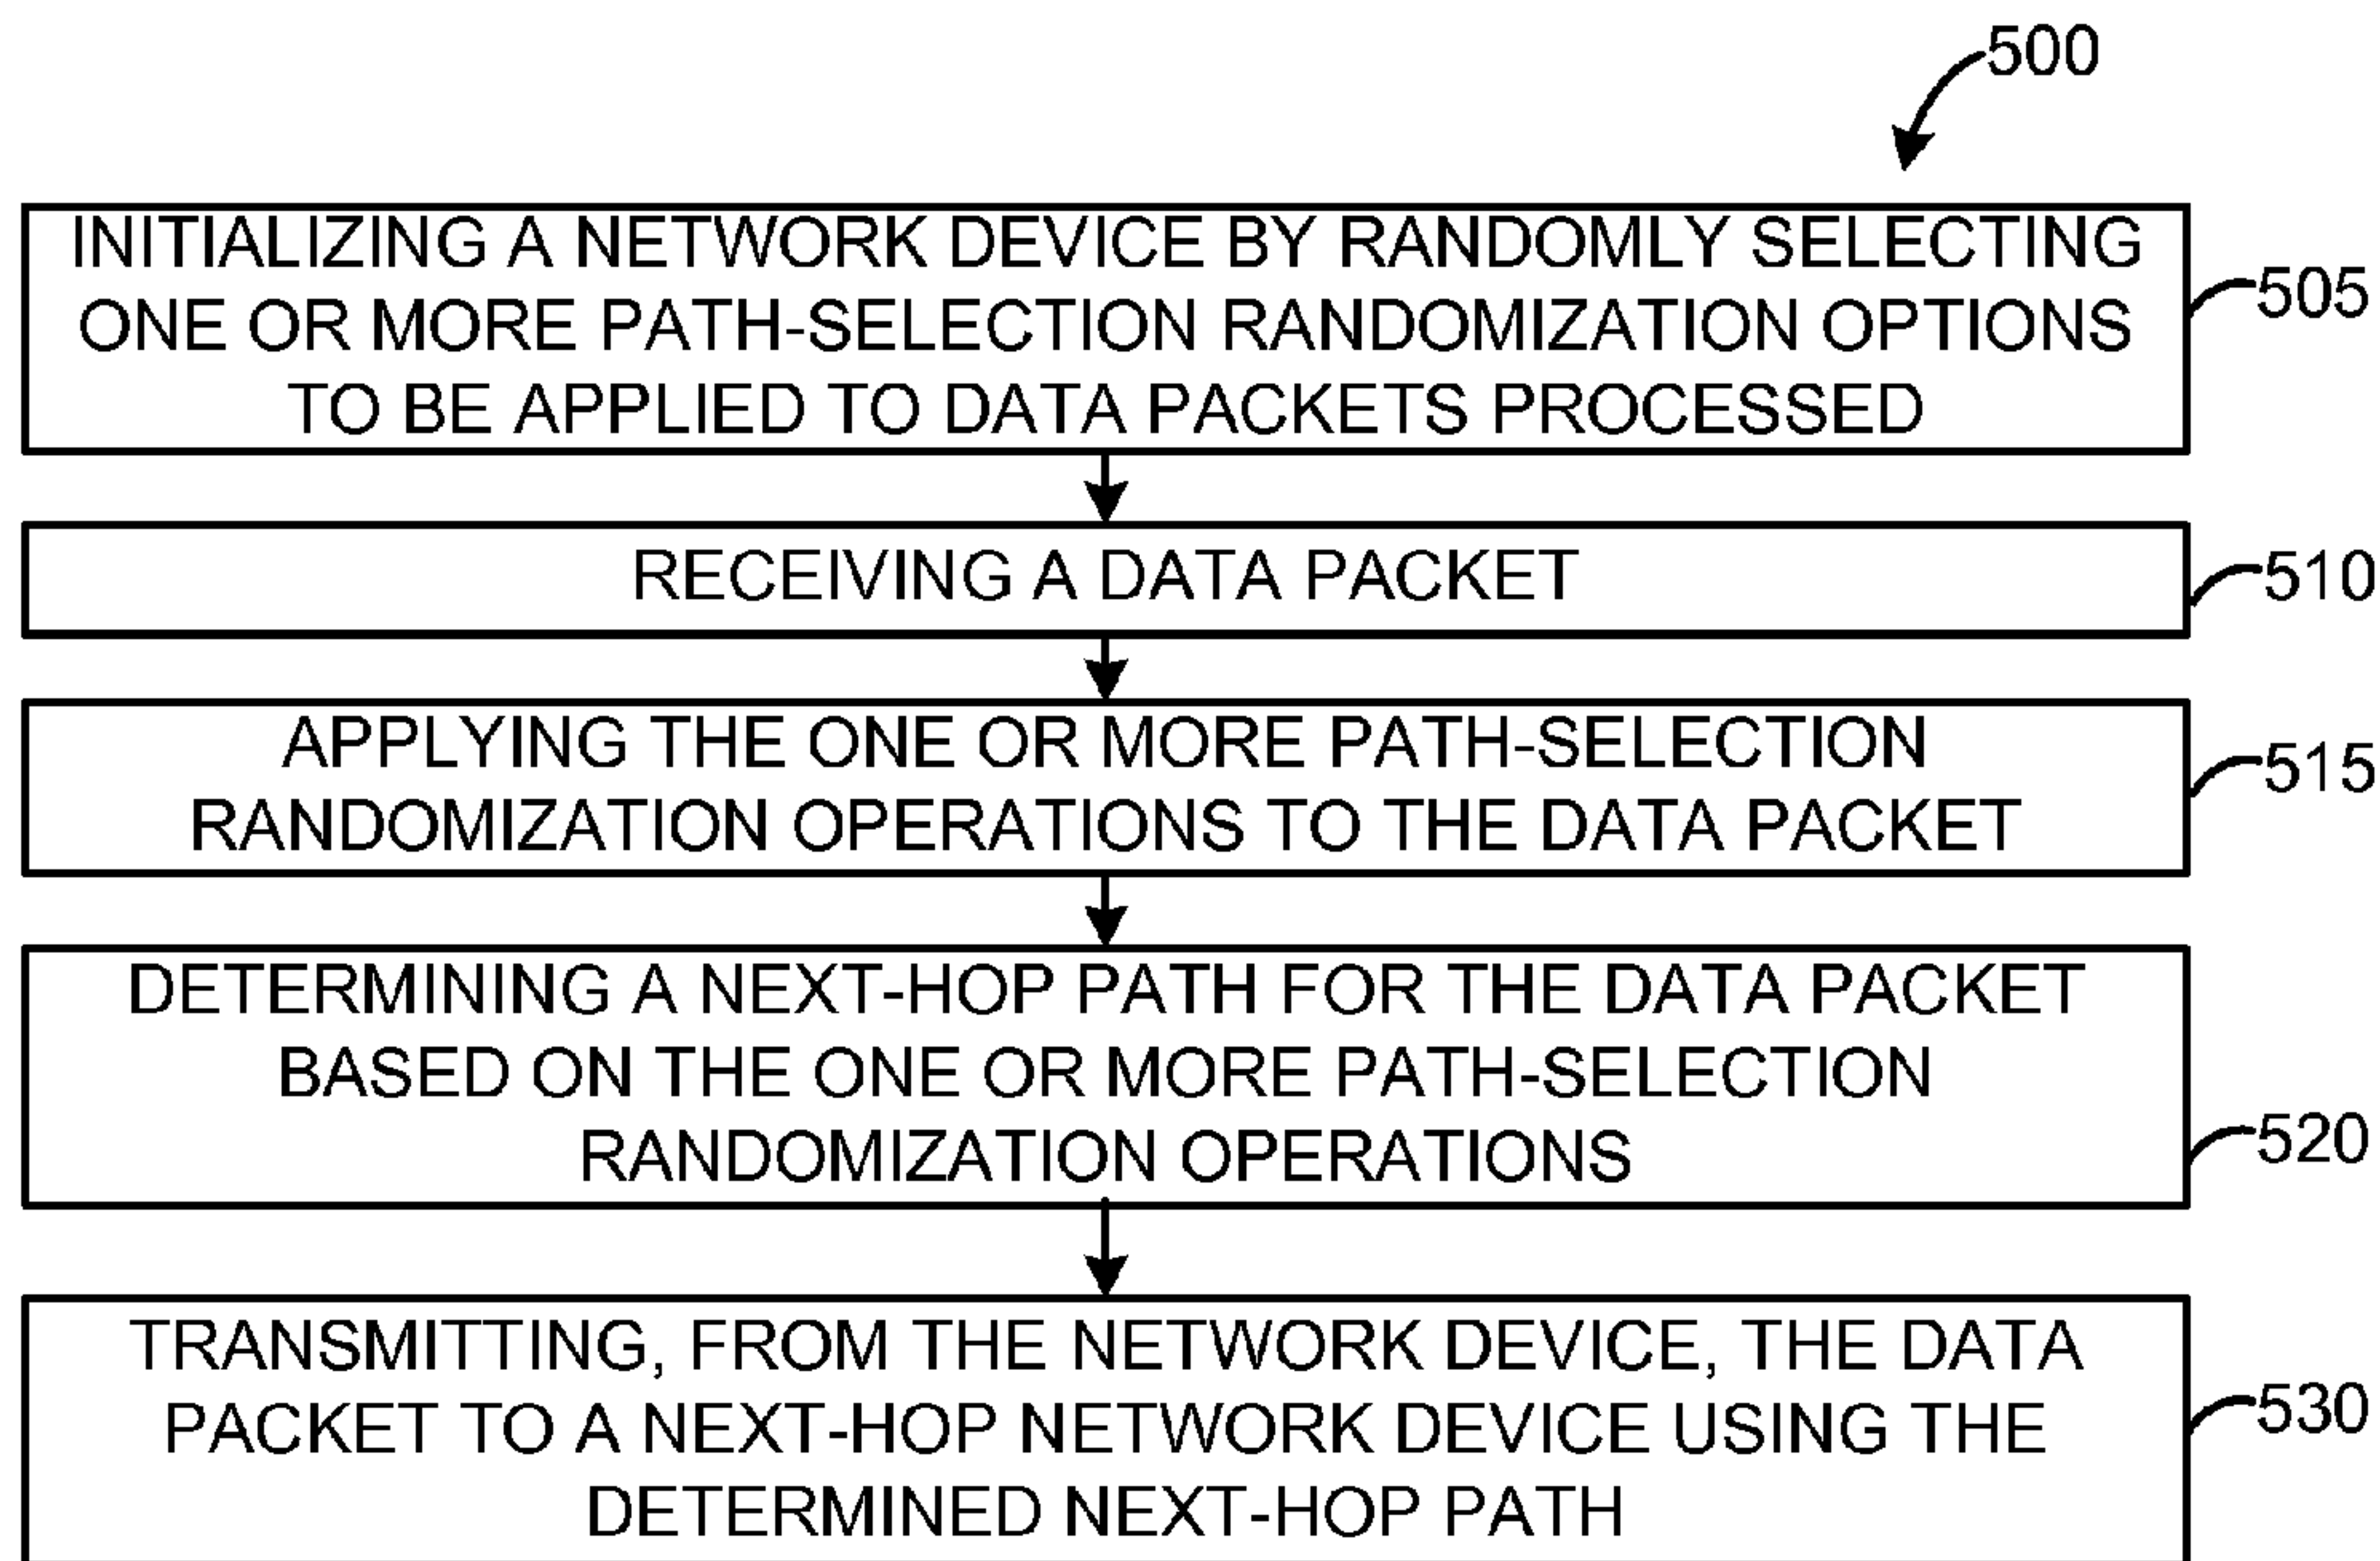 500
INITIALIZING A NETWORK DEVICE BY RANDOMLY SELECTING
ONE OR MORE PATH-SELECTION RANDOMIZATION OPTIONS
TO BE APPLIED TO DATA PACKETS PROCESSED
505
RECEIVING A DATA PACKET
510
APPLYING THE ONE OR MORE PATH-SELECTION
RANDOMIZATION OPERATIONS TO THE DATA PACKET
515
DETERMINING A NEXT-HOP PATH FOR THE DATA PACKET
BASED ON THE ONE OR MORE PATH-SELECTION
RANDOMIZATION OPERATIONS
520
TRANSMITTING, FROM THE NETWORK DEVICE, THE DATA
PACKET TO A NEXT-HOP NETWORK DEVICE USING THE
DETERMINED NEXT-HOP PATH
530